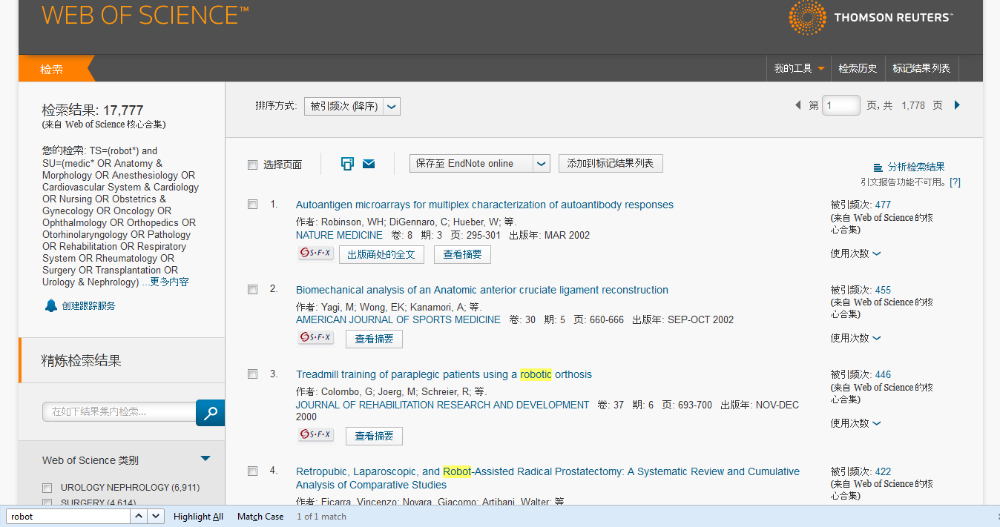 WEB OF SCIENCE™
THOMSON REUTERS™
检索
我的工具
检索历史
标记结果列表
检索结果: 17,777
(来自 Web of Science 核心合集)
您的检索: TS=(robot*) and
SU=(medic* OR Anatomy &
Morphology OR Anesthesiology OR
Cardiovascular System & Cardiology
OR Nursing OR Obstetrics &
Gynecology OR Oncology OR
Ophthalmology OR Orthopedics OR
Otorhinolaryngology OR Pathology
OR Rehabilitation OR Respiratory
System OR Rheumatology OR
Surgery OR Transplantation OR
Urology & Nephrology) ...更多内容
创建跟踪服务
精炼检索结果
在如下结果集内检索...
Web of Science 类别
UROLOGY NEPHROLOGY (6,911)
SURGERY (4,614)
排序方式: 被引频次 (降序)
第 1 页, 共 1,778 页
选择页面
保存至 EndNote online
添加到标记结果列表
分析检索结果
引文报告功能不可用。[?]
1. Autoantigen microarrays for multiplex characterization of autoantibody responses
作者: Robinson, WH; DiGennaro, C; Hueber, W; 等.
NATURE MEDICINE 卷: 8 期: 3 页: 295-301 出版年: MAR 2002
S·F·X 出版商处的全文 查看摘要
被引频次: 477
(来自 Web of Science 的核
心合集)
使用次数
2. Biomechanical analysis of an Anatomic anterior cruciate ligament reconstruction
作者: Yagi, M; Wong, EK; Kanamori, A; 等.
AMERICAN JOURNAL OF SPORTS MEDICINE 卷: 30 期: 5 页: 660-666 出版年: SEP-OCT 2002
S·F·X 查看摘要
被引频次: 455
(来自 Web of Science 的核
心合集)
使用次数
3. Treadmill training of paraplegic patients using a robotic orthosis
作者: Colombo, G; Joerg, M; Schreier, R; 等.
JOURNAL OF REHABILITATION RESEARCH AND DEVELOPMENT 卷: 37 期: 6 页: 693-700 出版年: NOV-DEC
2000
S·F·X 查看摘要
被引频次: 446
(来自 Web of Science 的核
心合集)
使用次数
4. Retropubic, Laparoscopic, and Robot-Assisted Radical Prostatectomy: A Systematic Review and Cumulative
Analysis of Comparative Studies
作者: Ficarra, Vincenzo; Novara, Giacomo; Artibani, Walter; 等
被引频次: 422
(来自 Web of Science 的核
心合集)
robot
Highlight All
Match Case
1 of 1 match